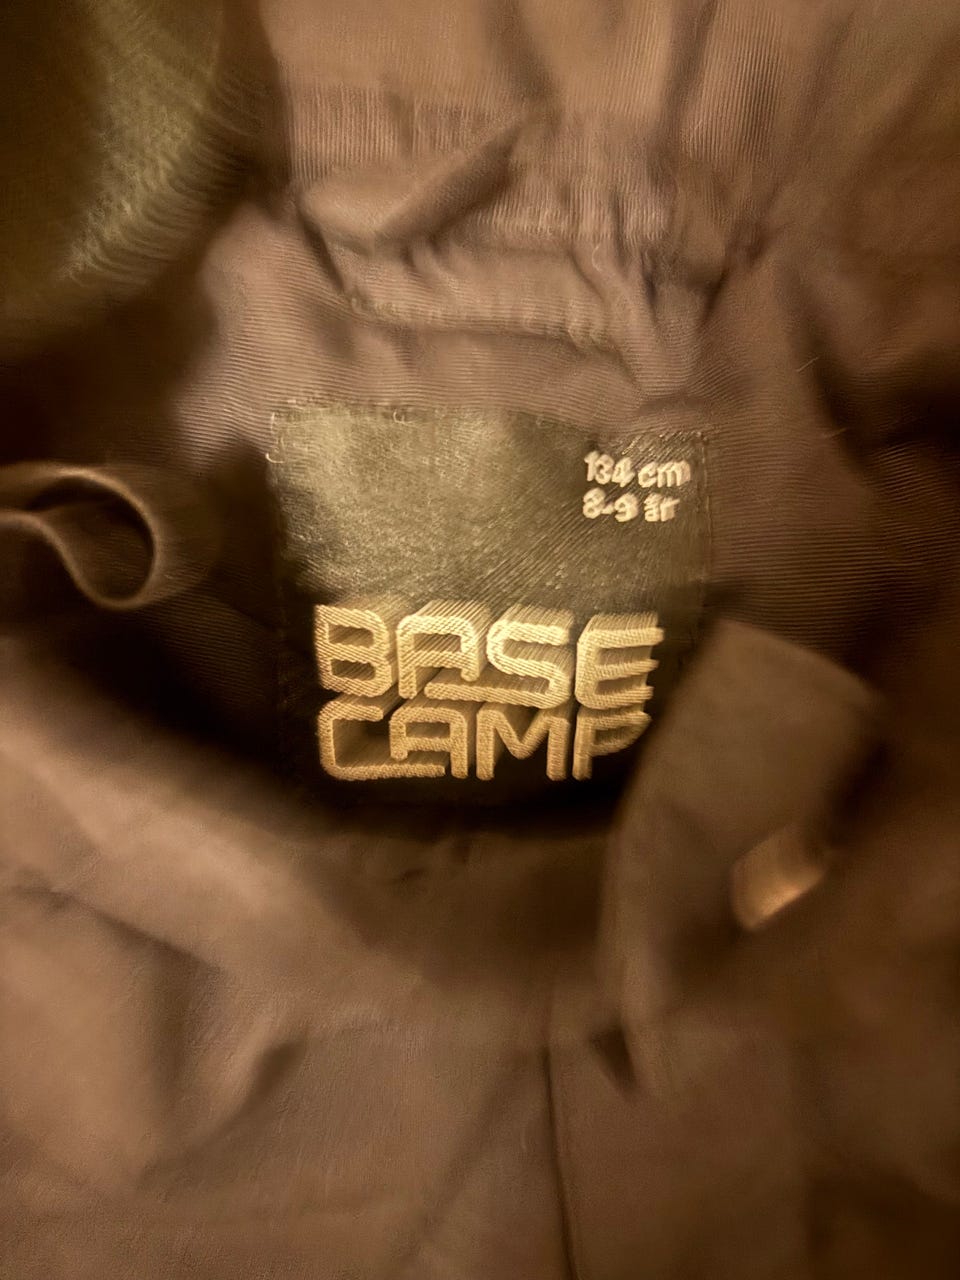 134 cm
8-9 år
BASE
CAMP